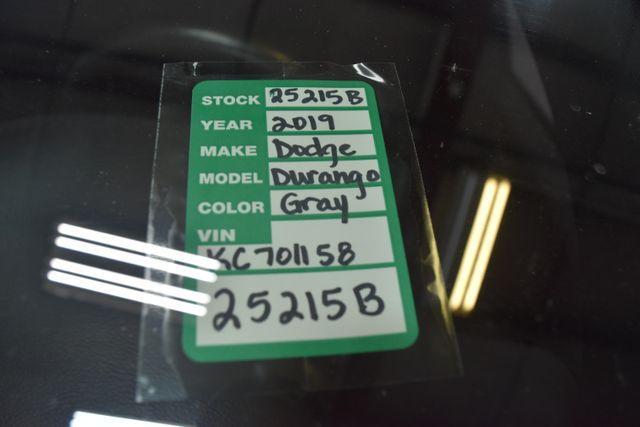 STOCK 25215B
YEAR 2019
MAKE Dodge
MODEL Durango
COLOR Gray
VIN
KC701158
25215B